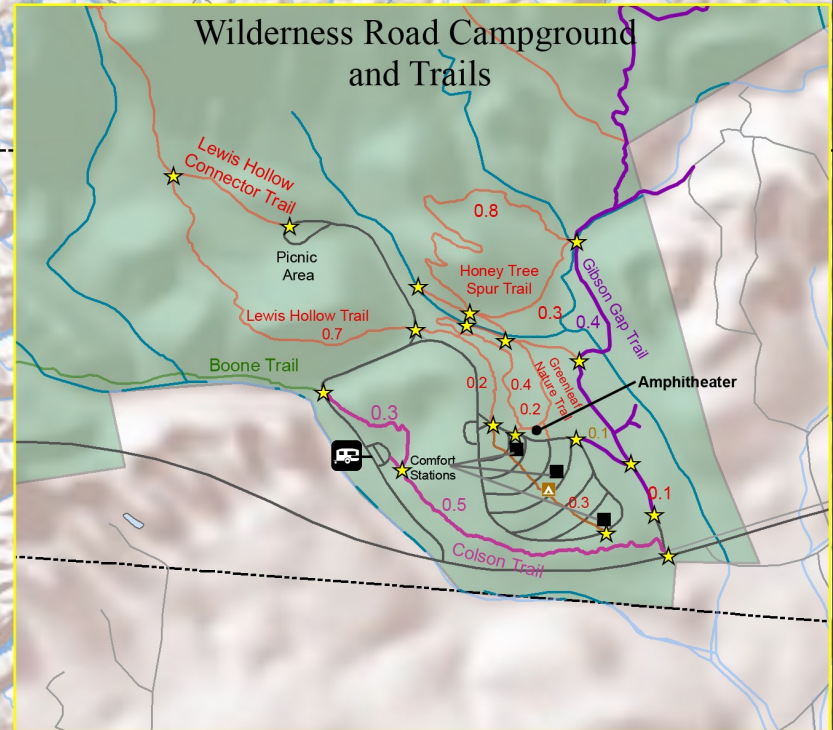 Wilderness Road Campground
and Trails
Lewis Hollow
Connector Trail
0.8
Picnic
Area
Honey Tree
Spur Trail
Gibson Gap Trail
Lewis Hollow Trail
0.7
0.3
0.4
Boone Trail
Greenleaf
Nature Trail
0.2
0.4
0.2
Amphitheater
0.3
0.1
Comfort
Stations
0.5
0.3
0.1
Colson Trail